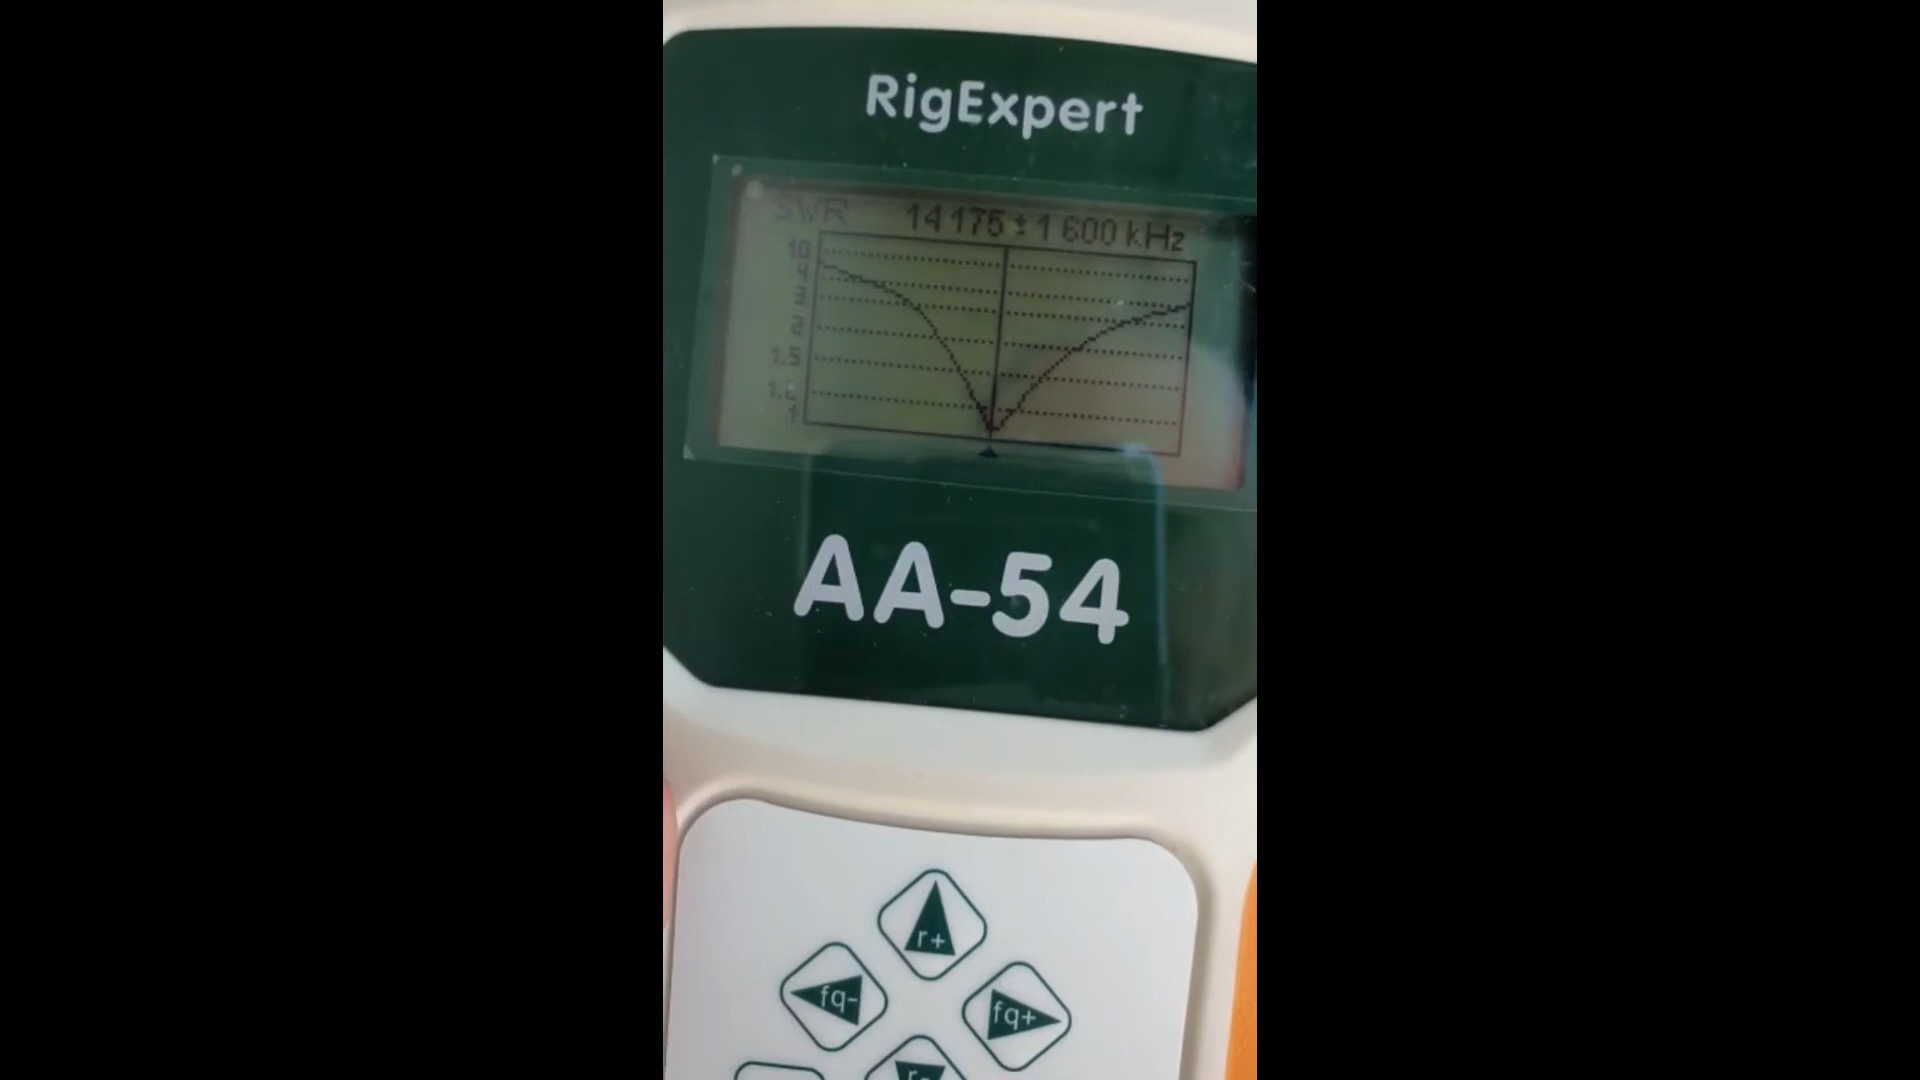 RigExpert
SWR 14 175 ± 1 600 kHz
10
4
3
2
1.5
1
AA-54
r+
fq-
fq+
r-